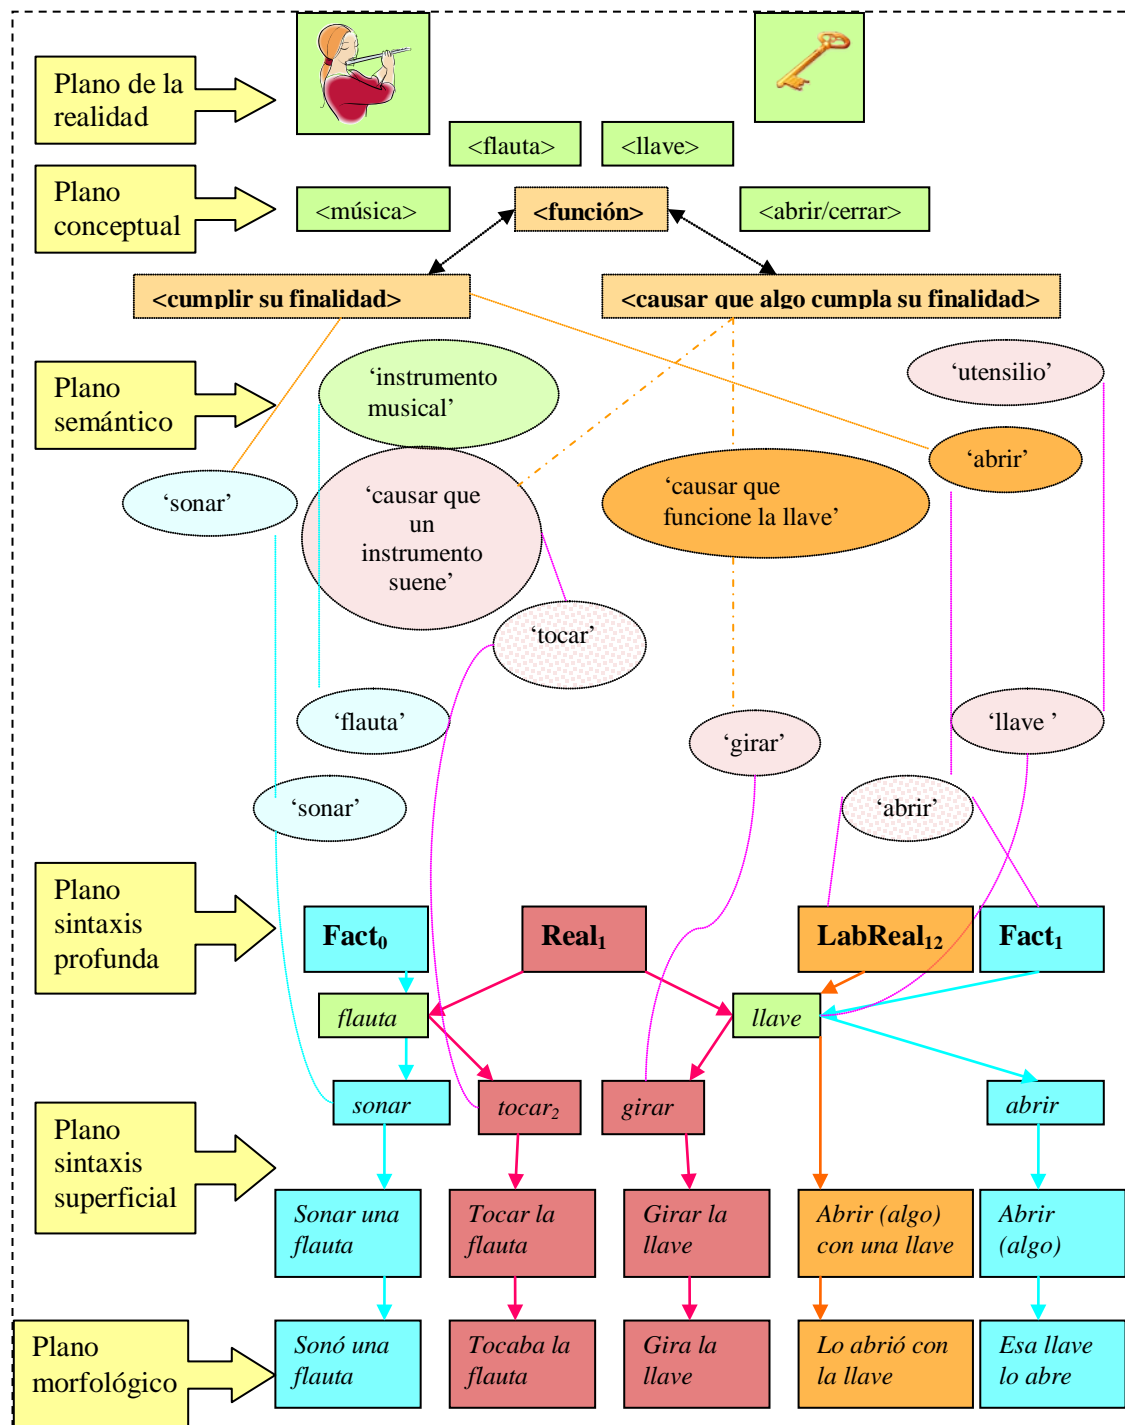 Plano de la
realidad
<flauta>
<llave>
Plano
conceptual
<música>
<función>
<abrir/cerrar>
<cumplir su finalidad>
<causar que algo cumpla su finalidad>
Plano
semántico
‘instrumento
musical’
‘utensilio’
‘sonar’
‘causar que
un
instrumento
suene’
‘causar que
funcione la llave’
‘abrir’
‘tocar’
‘flauta’
‘girar’
‘llave ’
‘sonar’
‘abrir’
Plano
sintaxis
profunda
Fact0
Real1
LabReal12
Fact1
flauta
llave
Plano
sintaxis
superficial
sonar
tocar2
girar
abrir
Sonar una
flauta
Tocar la
flauta
Girar la
llave
Abrir (algo)
con una llave
Abrir
(algo)
Plano
morfológico
Sonó una
flauta
Tocaba la
flauta
Gira la
llave
Lo abrió con
la llave
Esa llave
lo abre